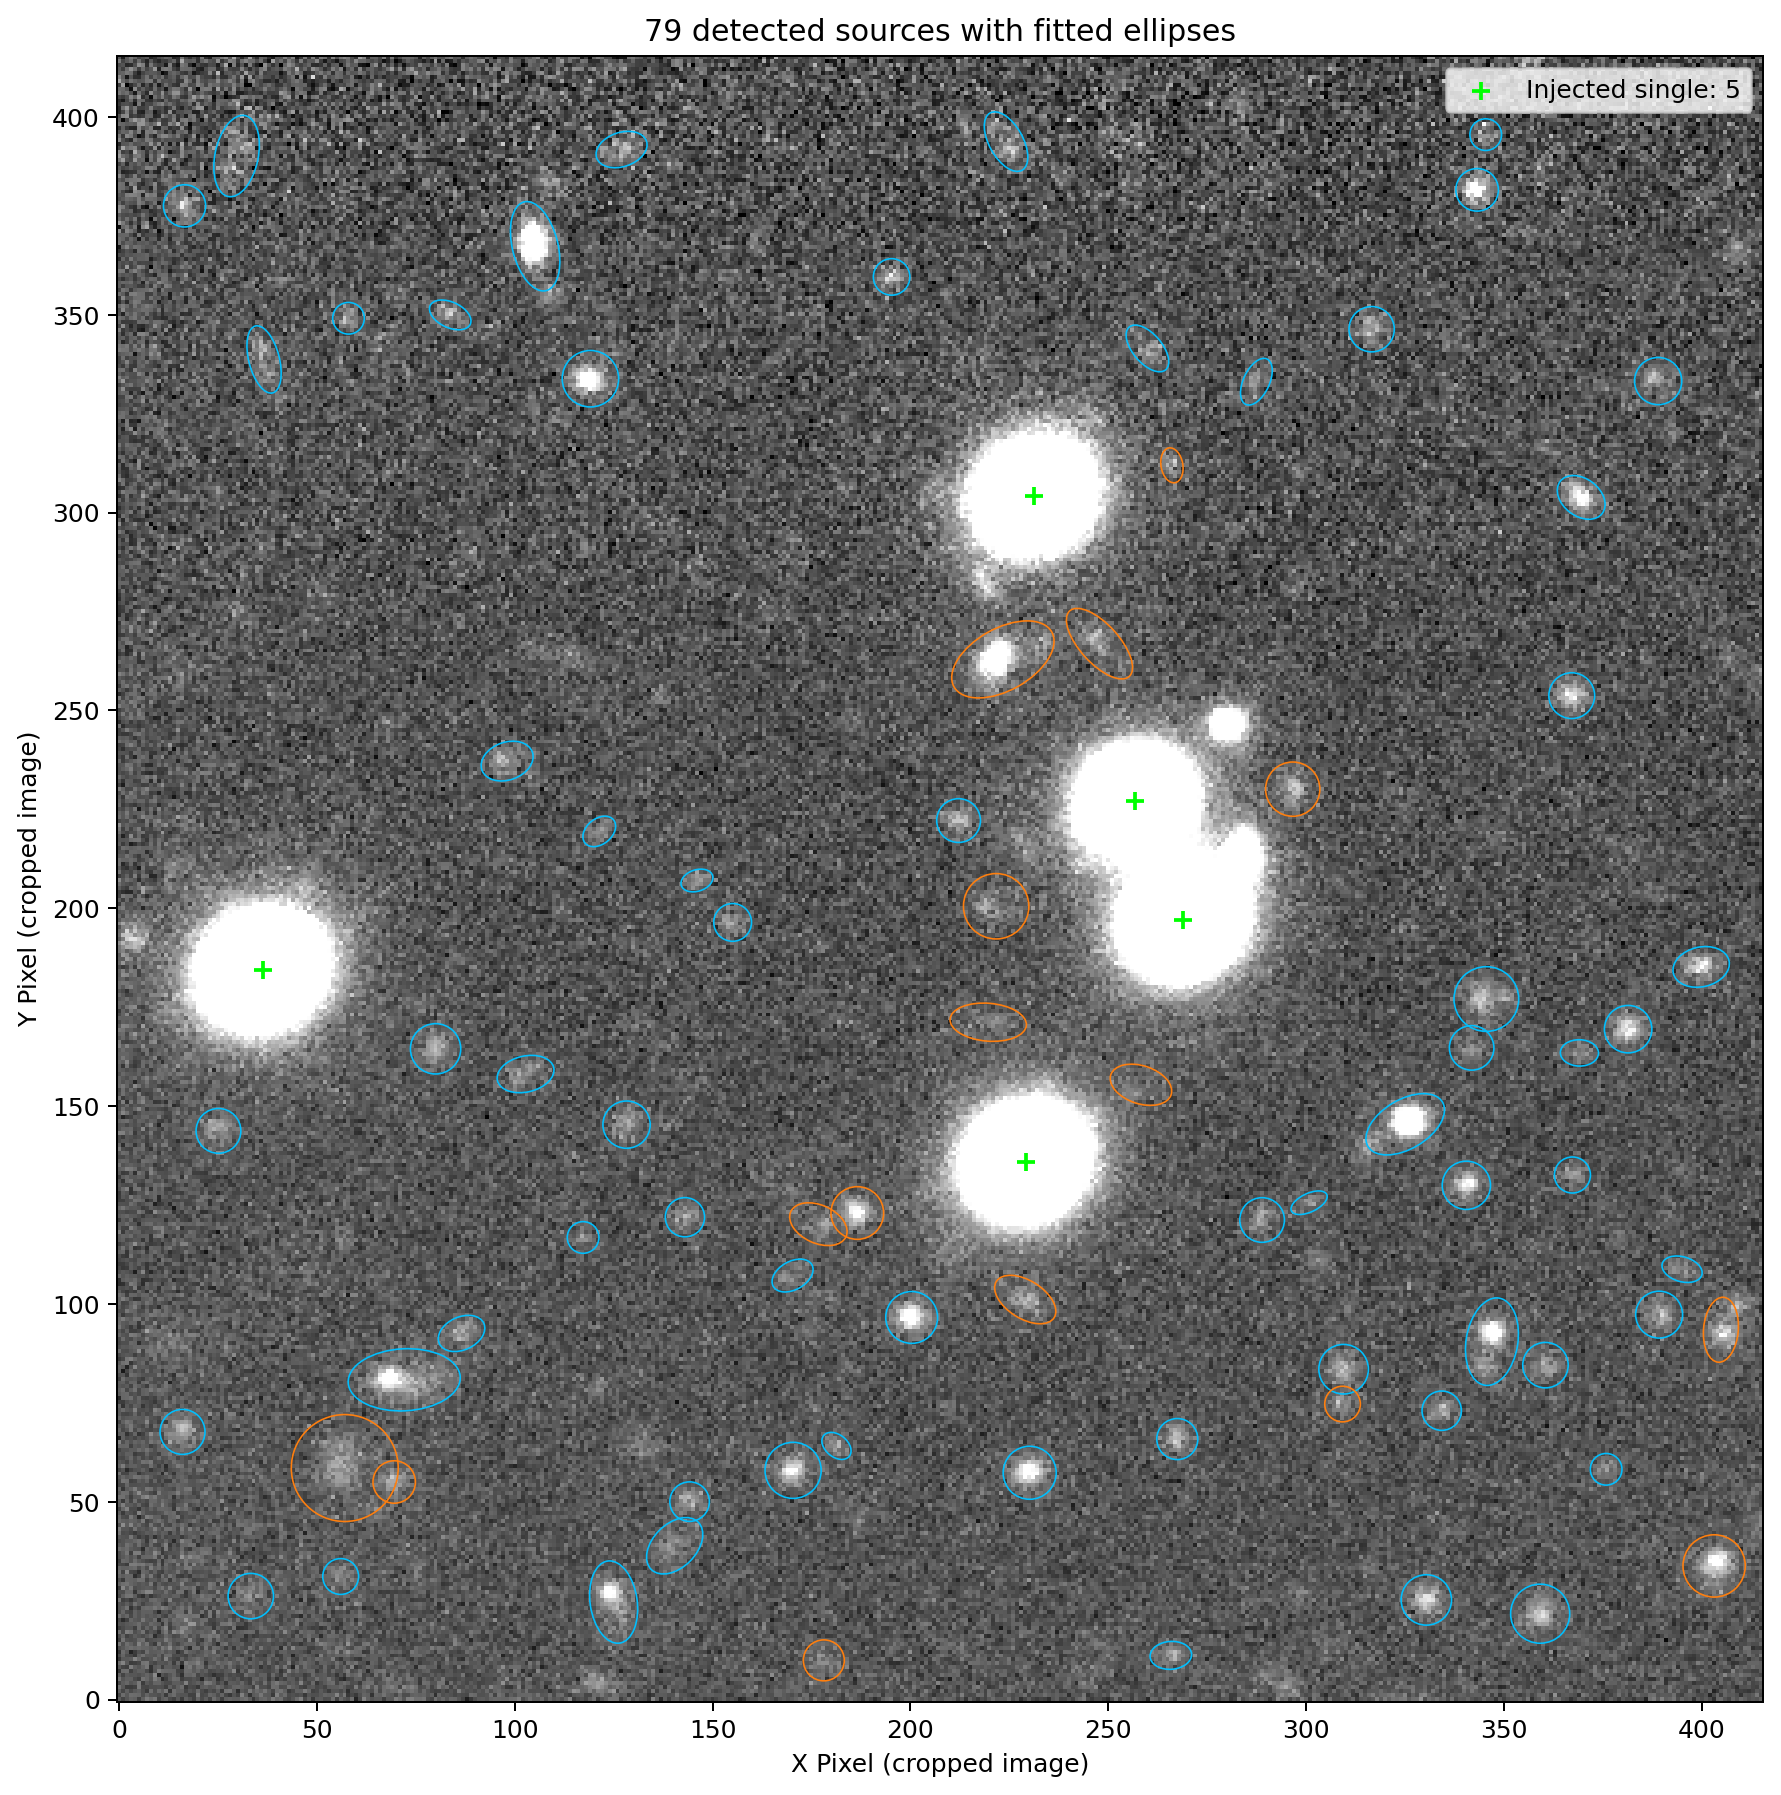 79 detected sources with fitted ellipses
Injected single: 5
400
350
300
250
200
150
100
50
0
Y Pixel (cropped image)
0 50 100 150 200 250 300 350 400
X Pixel (cropped image)